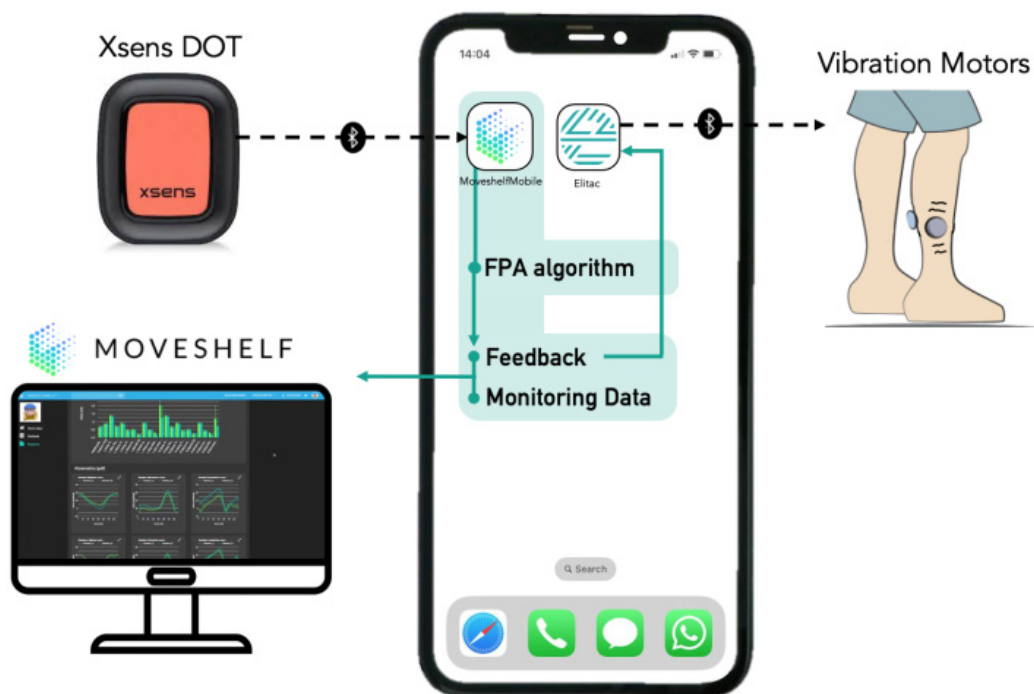 Xsens DOT
xsens
14:04
MoveshelfMobile
Elitac
Vibration Motors
FPA algorithm
Feedback
Monitoring Data
MOVESHELF
Search